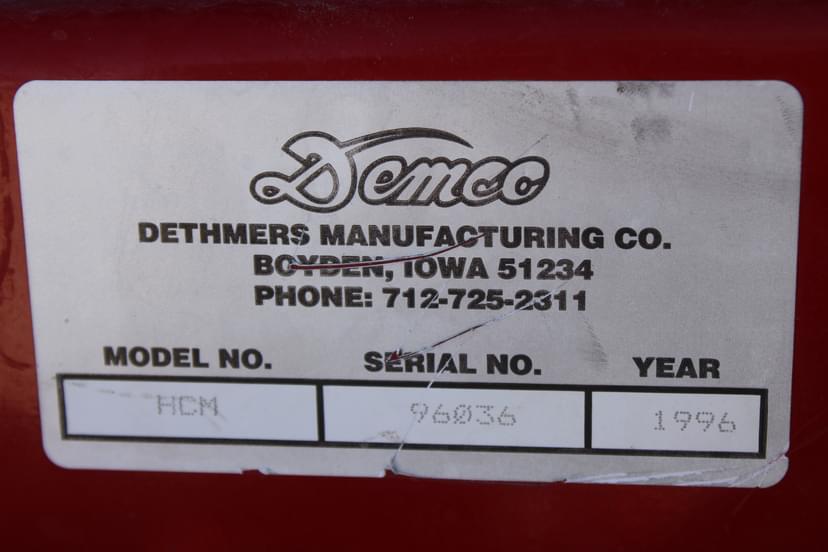 Demco
DETHMERS MANUFACTURING CO.
BOYDEN, IOWA 51234
PHONE: 712-725-2311
MODEL NO. SERIAL NO. YEAR
HCM 96036 1996